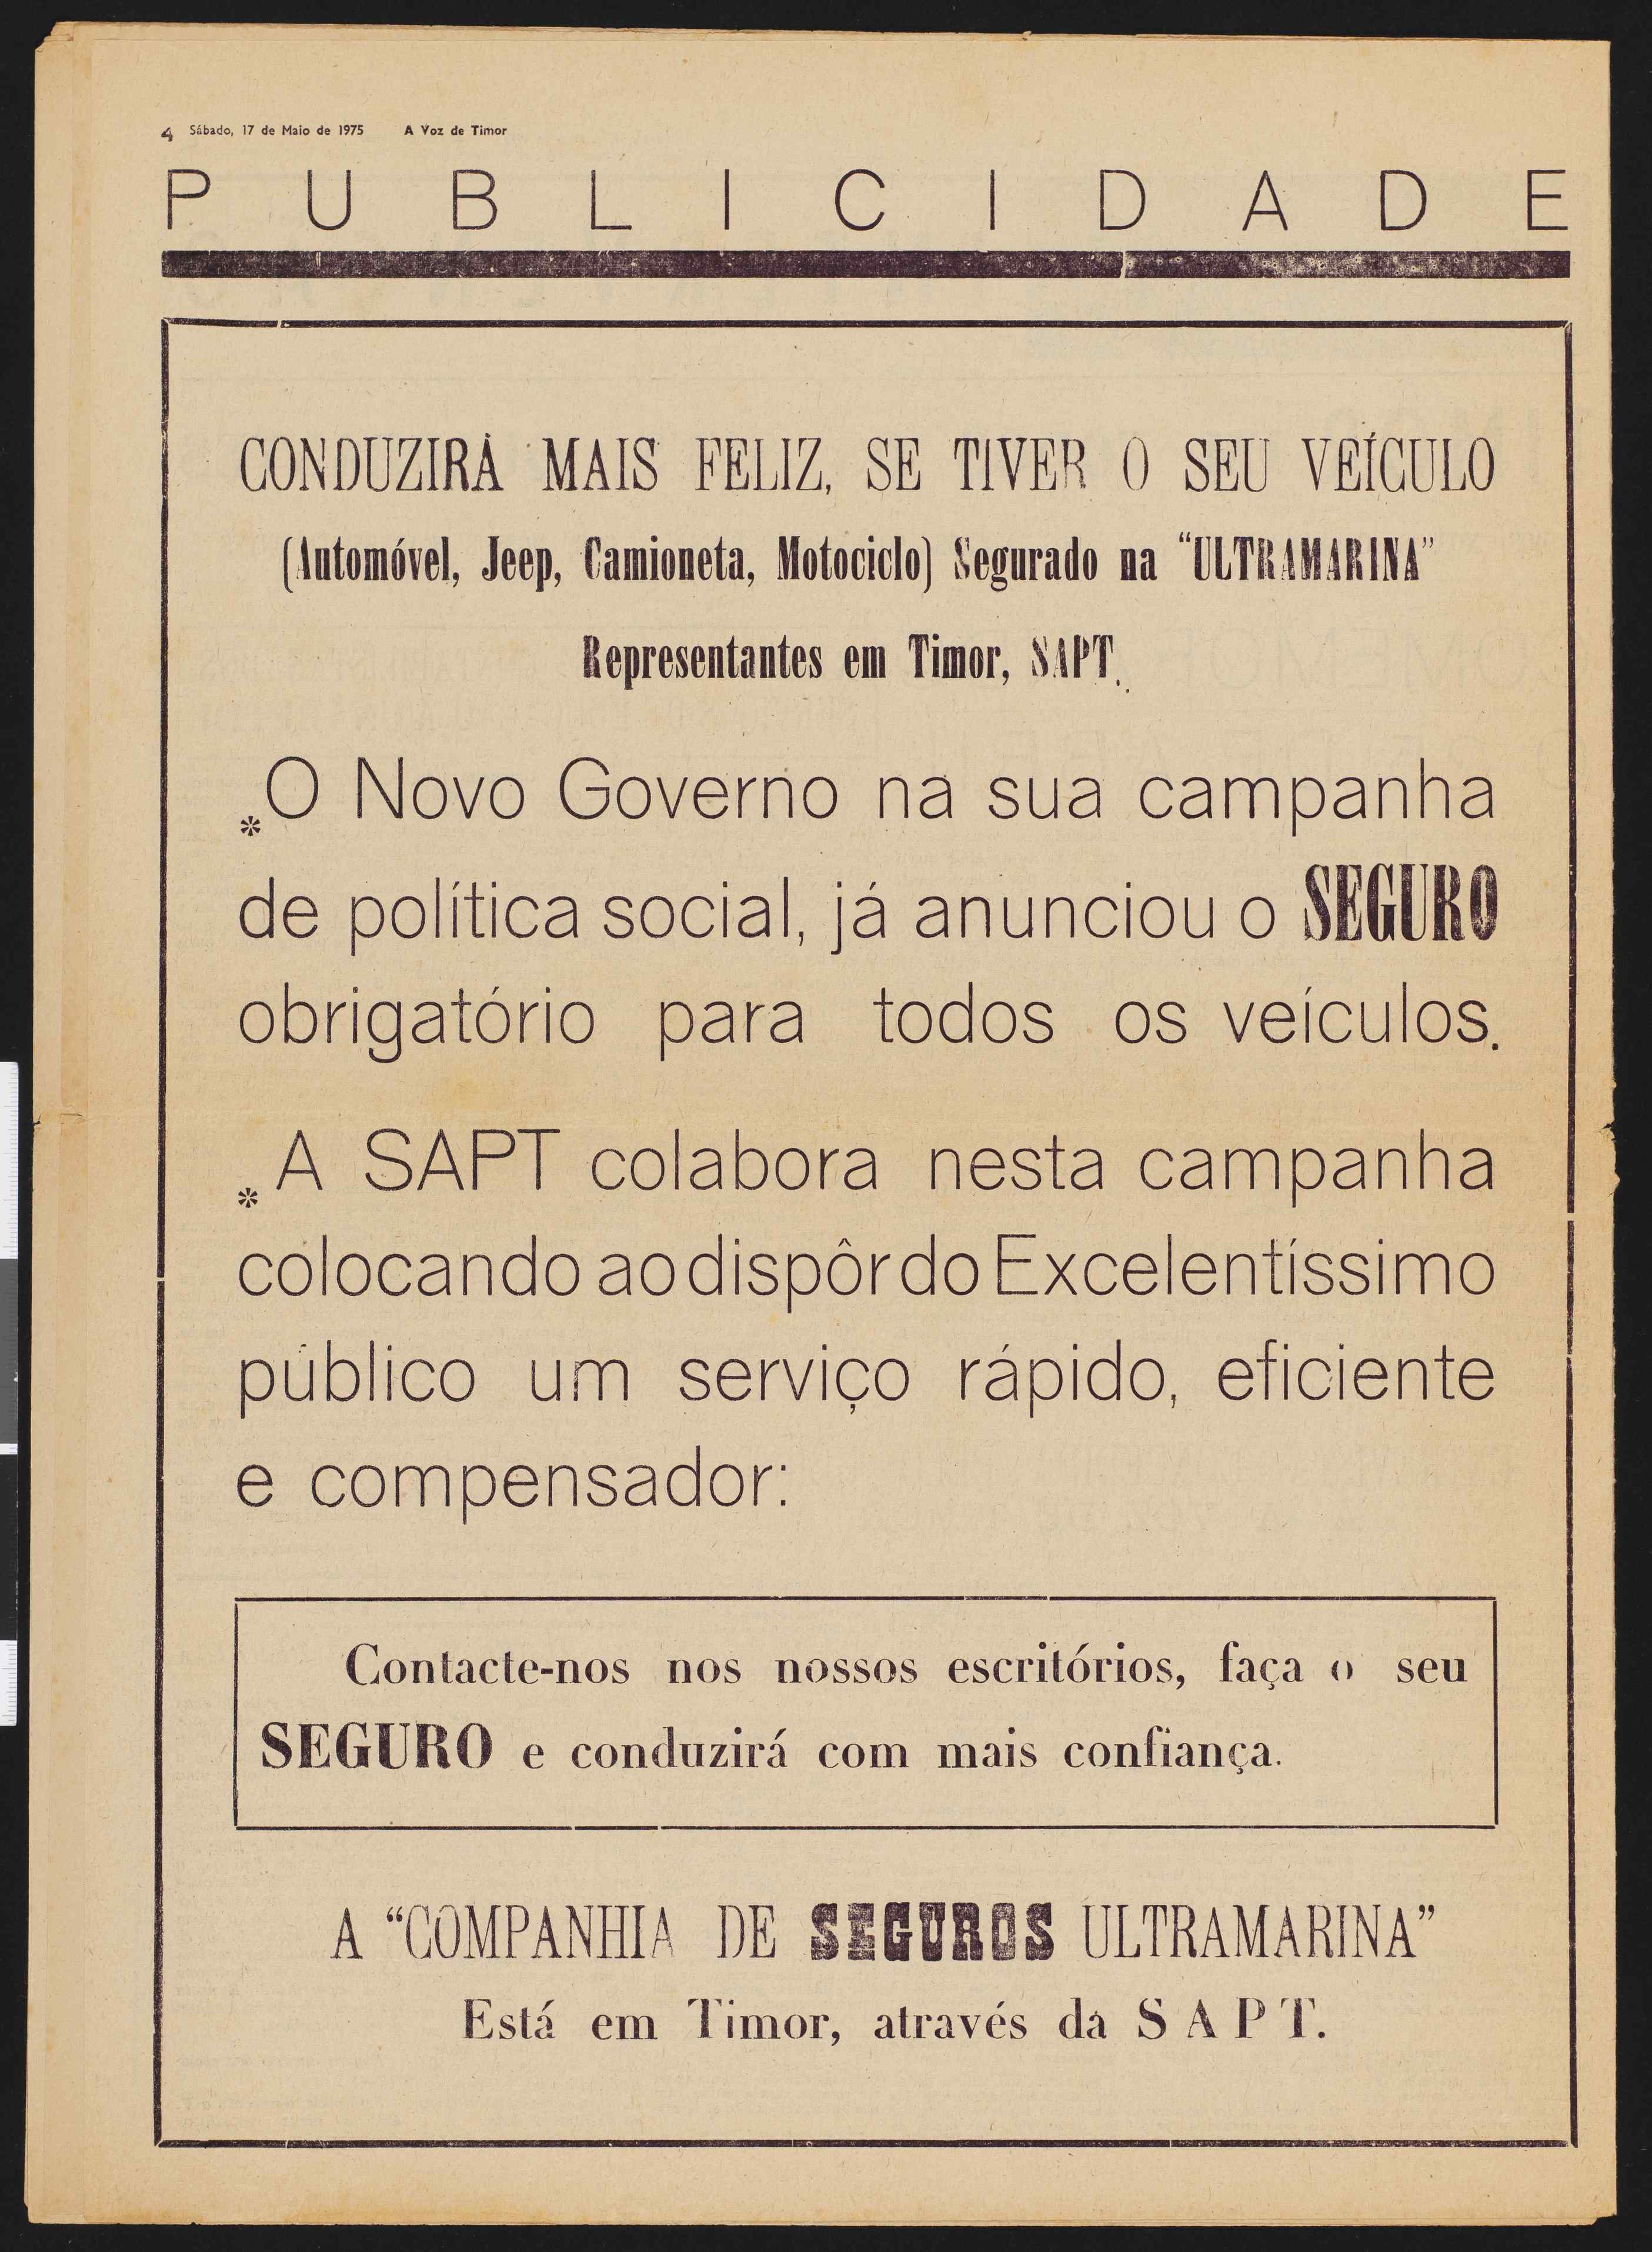 4 Sábado, 17 de Maio de 1975 A Voz de Timor
PUBLICIDADE
CONDUZIRÁ MAIS FELIZ, SE TIVER O SEU VEÍCULO
(Automóvel, Jeep, Camioneta, Motociclo) Segurado na “ULTRAMARINA”
Representantes em Timor, SAPT.
* O Novo Governo na sua campanha
de política social, já anunciou o SEGURO
obrigatório para todos os veículos.
* A SAPT colabora nesta campanha
colocando ao dispôr do Excelentíssimo
público um serviço rápido, eficiente
e compensador:
Contacte-nos nos nossos escritórios, faça o seu
SEGURO e conduzirá com mais confiança.
A “COMPANHIA DE SEGUROS ULTRAMARINA”
Está em Timor, através da S A P T.